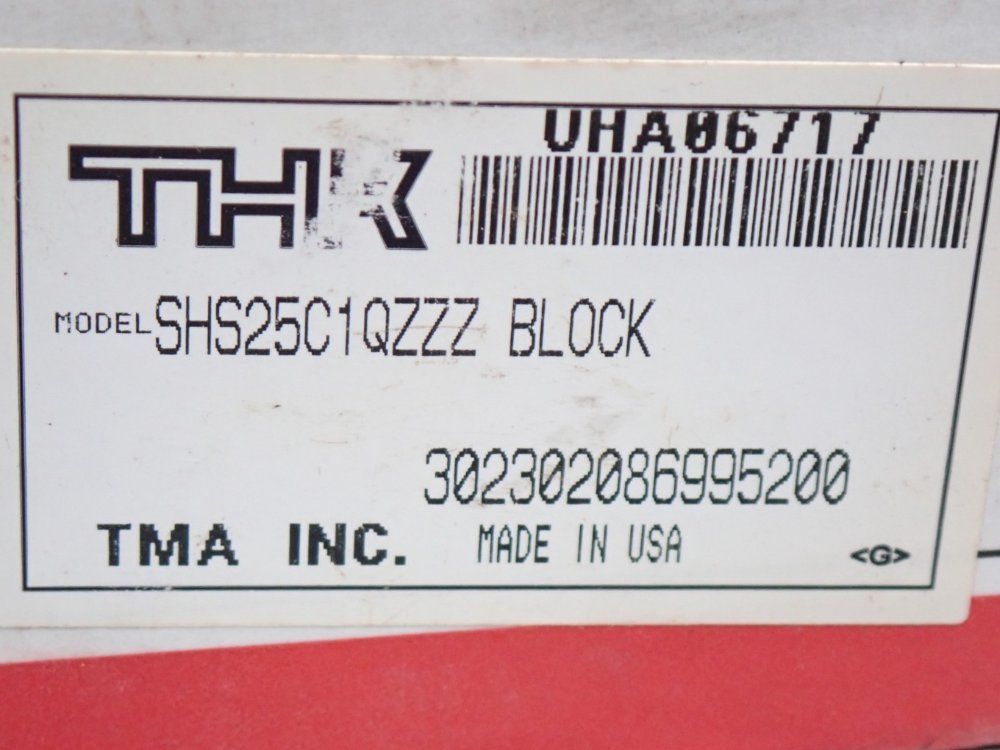 UHA06717
THK
MODEL SHS25C1QZZZ BLOCK
302302086995200
TMA INC. MADE IN USA <G>